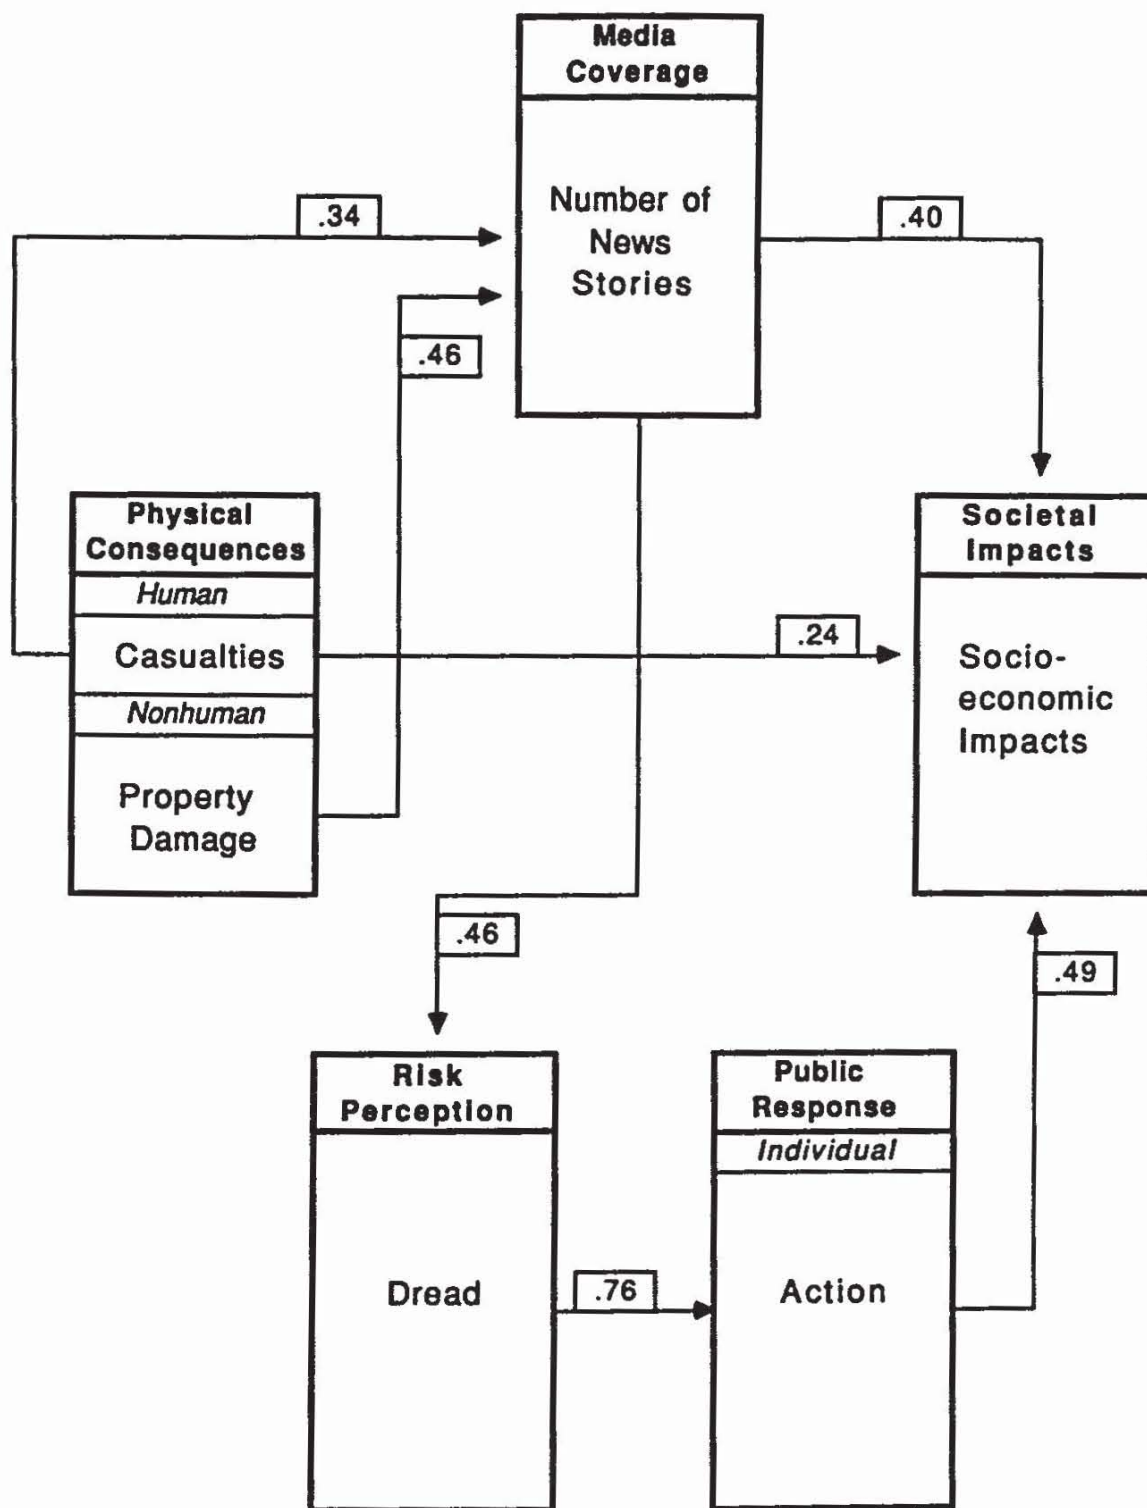 Media
Coverage
Number of
News
Stories
.34
.40
.46
Physical
Consequences
Human
Casualties
Nonhuman
Property
Damage
.24
Societal
Impacts
Socio-
economic
Impacts
.46
.49
Risk
Perception
Dread
.76
Public
Response
Individual
Action